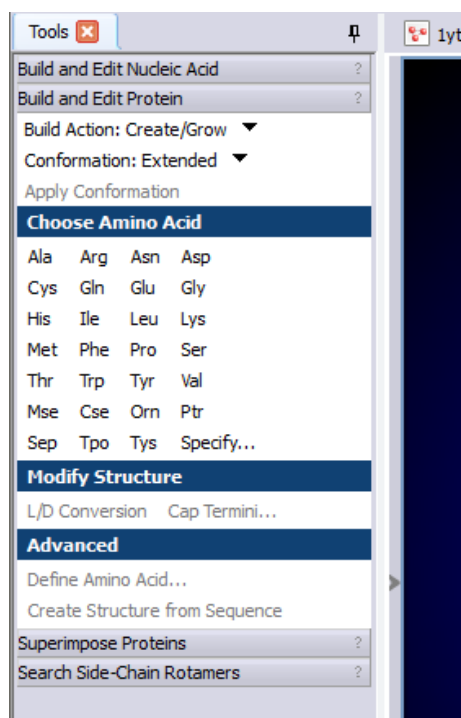 Tools
1yt
Build and Edit Nucleic Acid ?
Build and Edit Protein ?
Build Action: Create/Grow
Conformation: Extended
Apply Conformation
Choose Amino Acid
Ala Arg Asn Asp
Cys Gln Glu Gly
His Ile Leu Lys
Met Phe Pro Ser
Thr Trp Tyr Val
Mse Cse Orn Ptr
Sep Tpo Tys Specify...
Modify Structure
L/D Conversion Cap Termini...
Advanced
Define Amino Acid...
Create Structure from Sequence
Superimpose Proteins ?
Search Side-Chain Rotamers ?